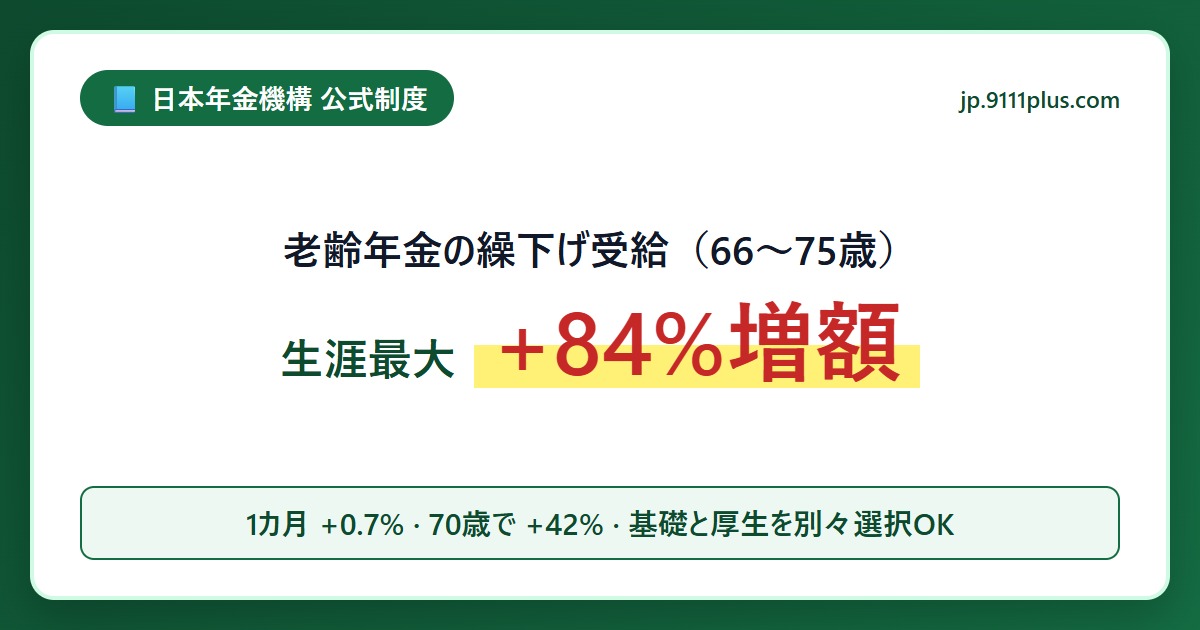 📘 日本年金機構 公式制度
jp.9111plus.com
老齢年金の繰下げ受給（66〜75歳）
生涯最大 +84%増額
1カ月 +0.7% · 70歳で +42% · 基礎と厚生を別々選択OK